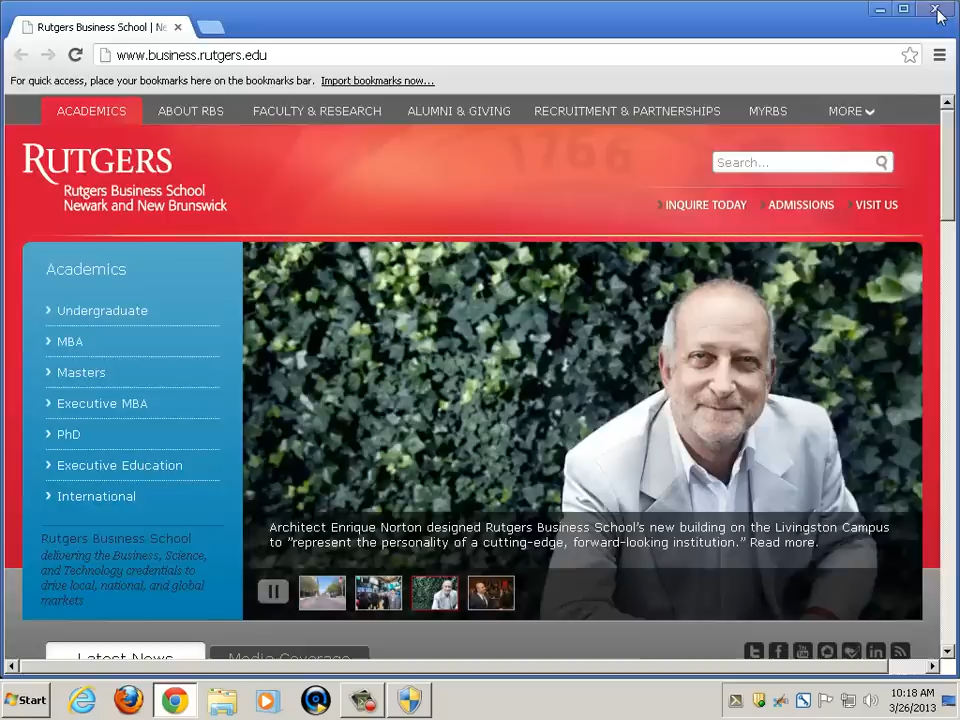 Rutgers Business School | Ne
www.business.rutgers.edu
For quick access, place your bookmarks here on the bookmarks bar. Import bookmarks now...
ACADEMICS ABOUT RBS FACULTY & RESEARCH ALUMNI & GIVING RECRUITMENT & PARTNERSHIPS MYRBS MORE
1766
RUTGERS
Rutgers Business School
Newark and New Brunswick
Search...
INQUIRE TODAY ADMISSIONS VISIT US
Academics
Undergraduate
MBA
Masters
Executive MBA
PhD
Executive Education
International
Rutgers Business School
delivering the Business, Science,
and Technology credentials to
drive local, national, and global
markets
Architect Enrique Norton designed Rutgers Business School's new building on the Livingston Campus
to "represent the personality of a cutting-edge, forward-looking institution." Read more.
Latest News Media Coverage
Start
10:18 AM
3/26/2013